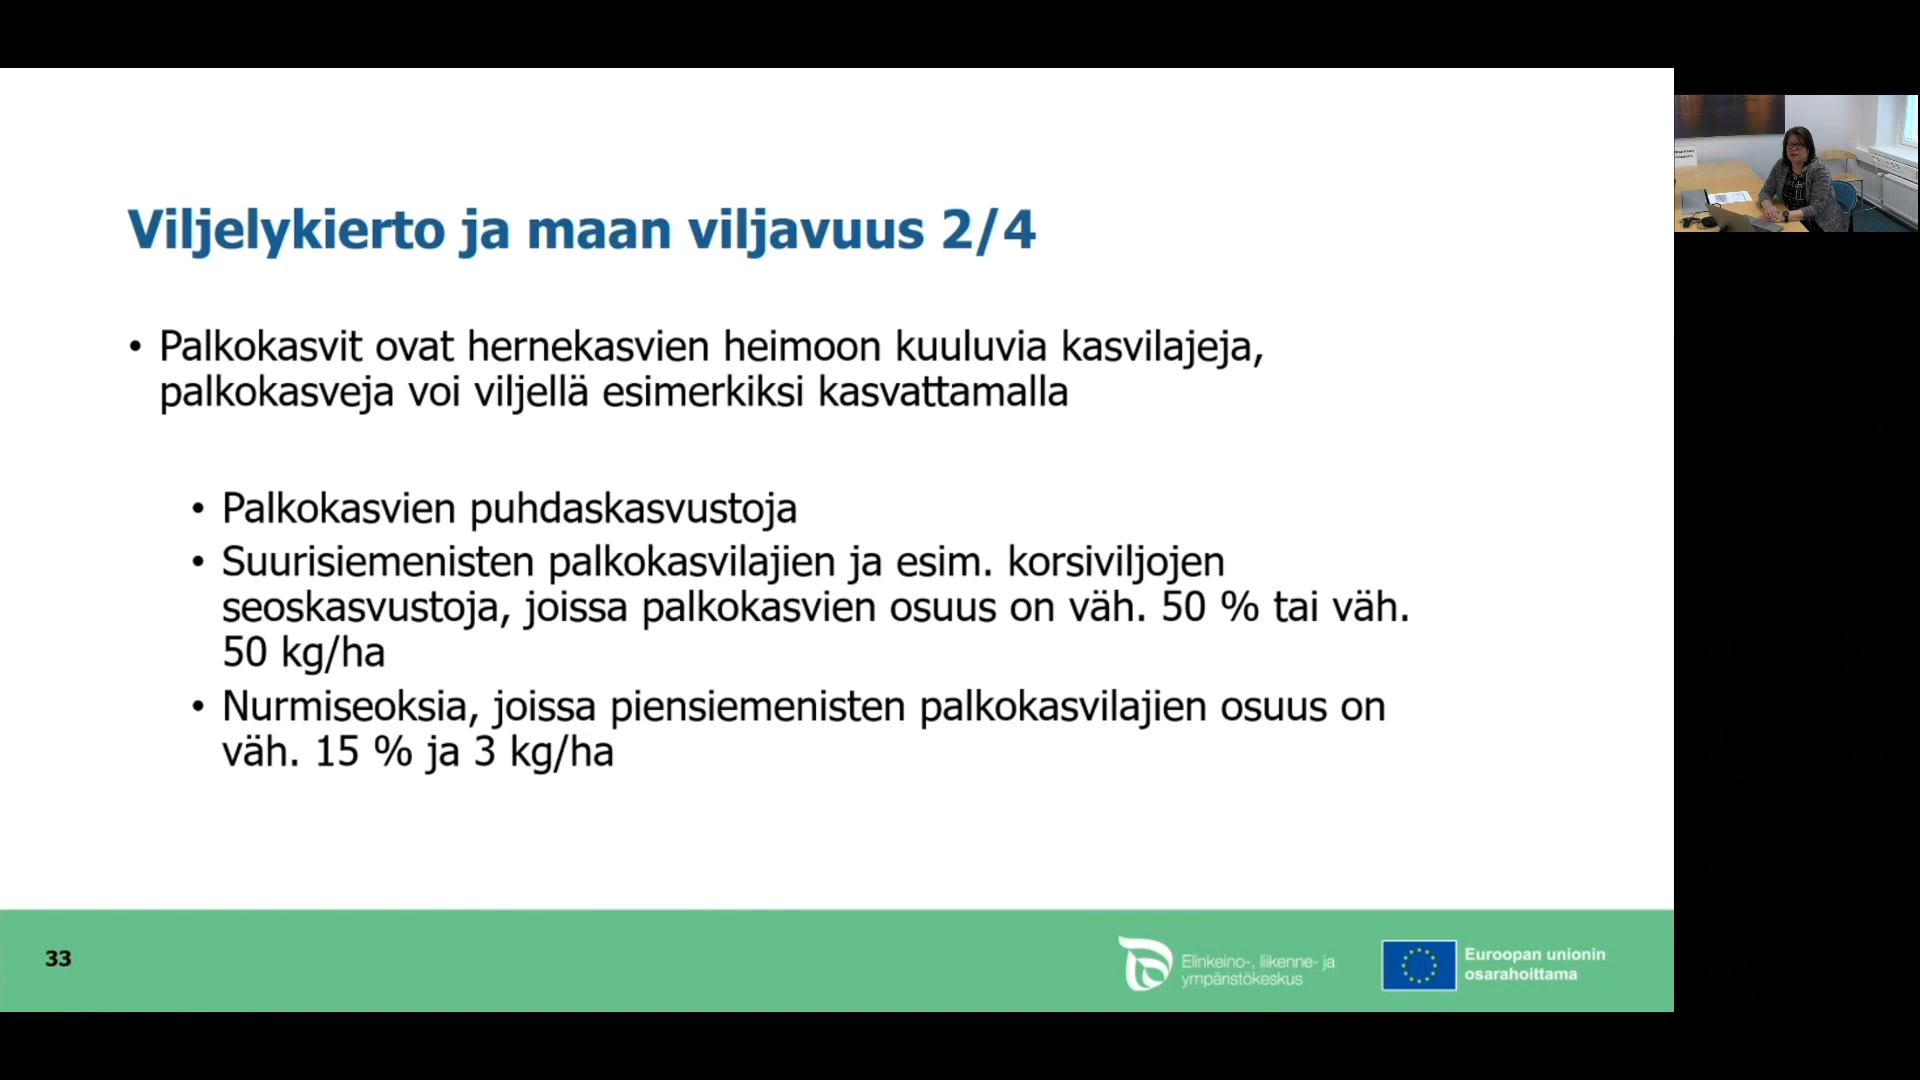 Viljelykierto ja maan viljavuus 2/4
• Palkokasvit ovat hernekasvien heimoon kuuluvia kasvilajeja,
palkokasveja voi viljellä esimerkiksi kasvattamalla
• Palkokasvien puhdaskasvustoja
• Suurisiemenisten palkokasvilajien ja esim. korsiviljojen
seoskasvustoja, joissa palkokasvien osuus on väh. 50 % tai väh.
50 kg/ha
• Nurmiseoksia, joissa piensiemenisten palkokasvilajien osuus on
väh. 15 % ja 3 kg/ha
33
Elinkeino-, liikenne- ja
ympäristökeskus
Euroopan unionin
osarahoittama